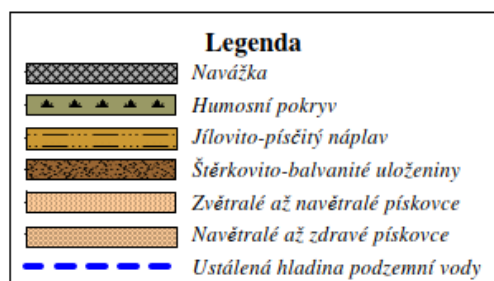 Legenda
Navážka
Humosní pokryv
Jílovito-písčitý náplav
Štěrkovito-balvanité uloženiny
Zvětralé až navětralé pískovce
Navětralé až zdravé pískovce
Ustálená hladina podzemní vody